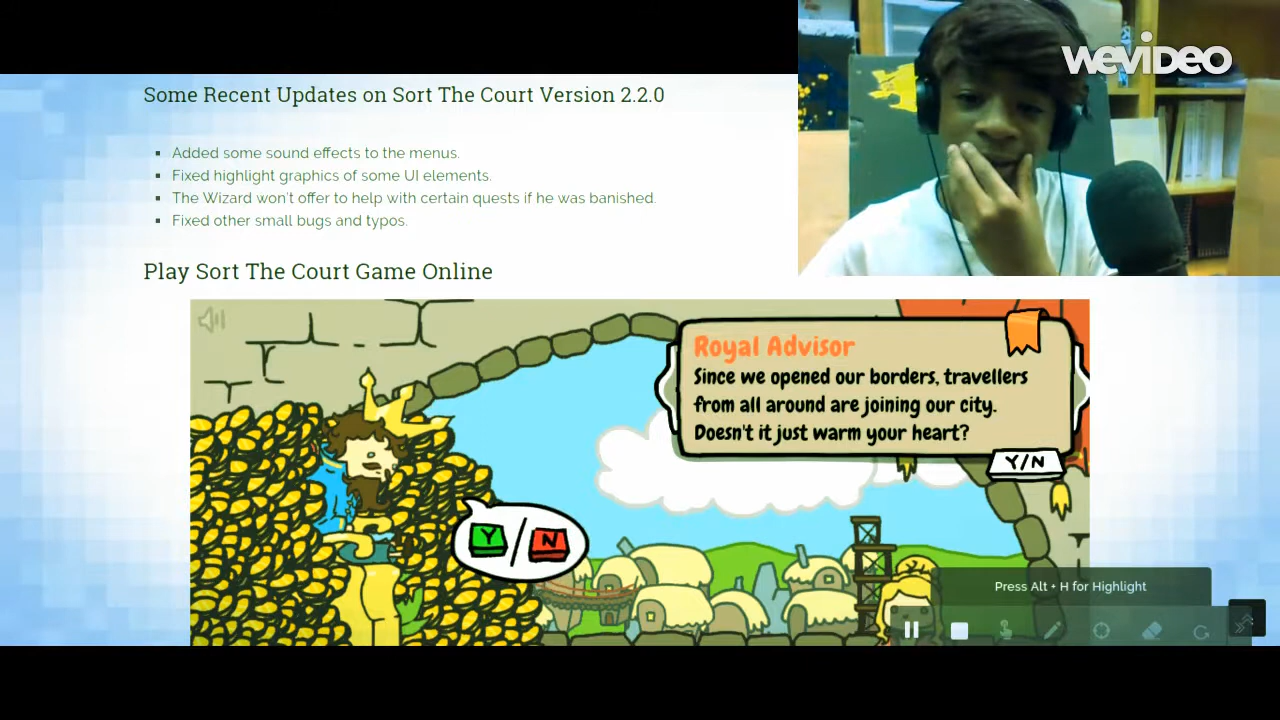 WEVIDEO
Some Recent Updates on Sort The Court Version 2.2.0
Added some sound effects to the menus.
Fixed highlight graphics of some UI elements.
The Wizard won't offer to help with certain quests if he was banished.
Fixed other small bugs and typos.
Play Sort The Court Game Online
Royal Advisor
Since we opened our borders, travellers
from all around are joining our city.
Doesn't it just warm your heart?
Y/N
Y/N
Press Alt + H for Highlight